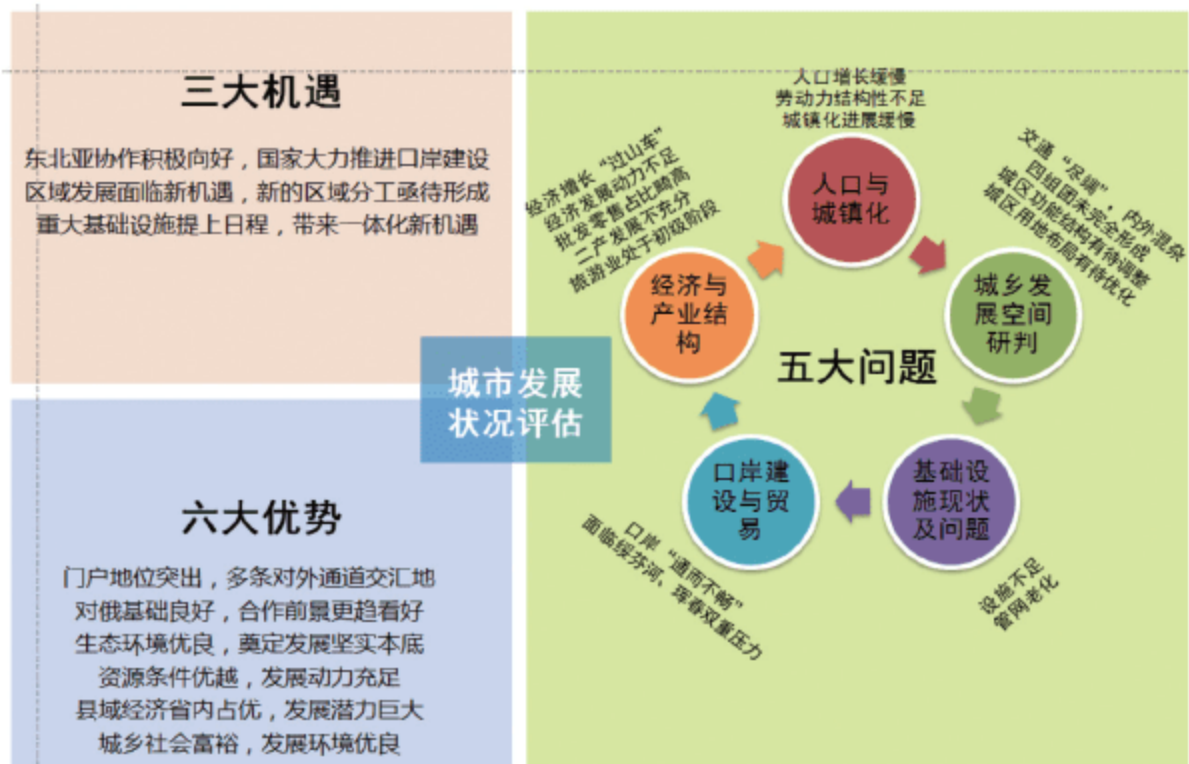 三大机遇
东北亚协作积极向好，国家大力推进口岸建设
区域发展面临新机遇，新的区域分工亟待形成
重大基础设施提上日程，带来一体化新机遇
城市发展
状况评估
六大优势
门户地位突出，多条对外通道交汇地
对俄基础良好，合作前景更趋看好
生态环境优良，奠定发展坚实本底
资源条件优越，发展动力充足
县域经济省内占优，发展潜力巨大
城乡社会富裕，发展环境优良
五大问题
人口增长缓慢
劳动力结构性不足
城镇化进展缓慢
人口与
城镇化
交通“尽端”，内外混杂
四组团未完全形成
城区功能结构有待调整
城区用地布局有待优化
城乡发
展空间
研判
设施不足
管网老化
基础设
施现状
及问题
口岸“通而不畅”
面临绥芬河、珲春双重压力
口岸建
设与贸
易
经济增长“过山车”
经济发展动力不足
批发零售占比畸高
二产发展不充分
旅游业处于初级阶段
经济与
产业结
构